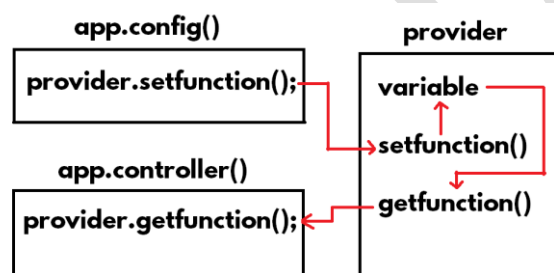 app.config()
provider.setfunction();
app.controller()
provider.getfunction();
provider
variable
setfunction()
getfunction()